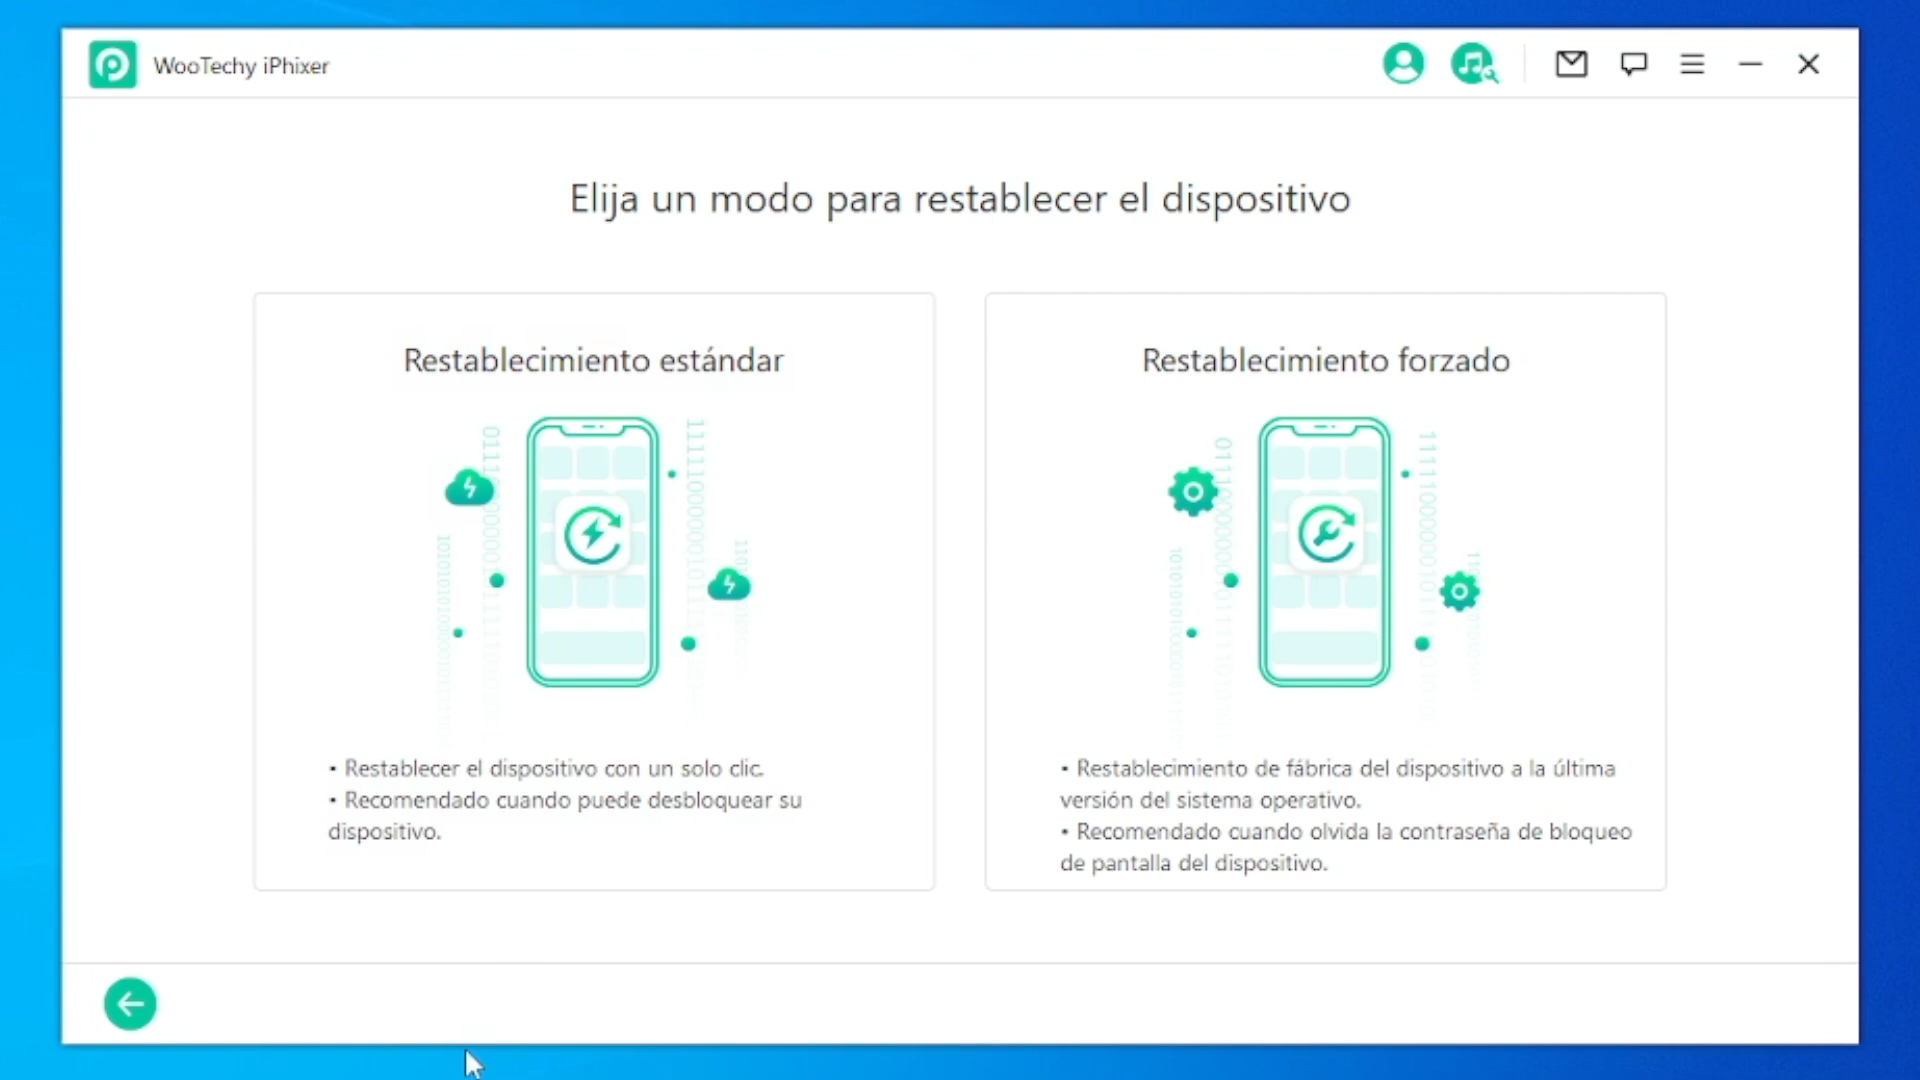 WooTechy iPhixer
Elija un modo para restablecer el dispositivo
Restablecimiento estándar
• Restablecer el dispositivo con un solo clic.
• Recomendado cuando puede desbloquear su
dispositivo.
Restablecimiento forzado
• Restablecimiento de fábrica del dispositivo a la última
versión del sistema operativo.
• Recomendado cuando olvida la contraseña de bloqueo
de pantalla del dispositivo.